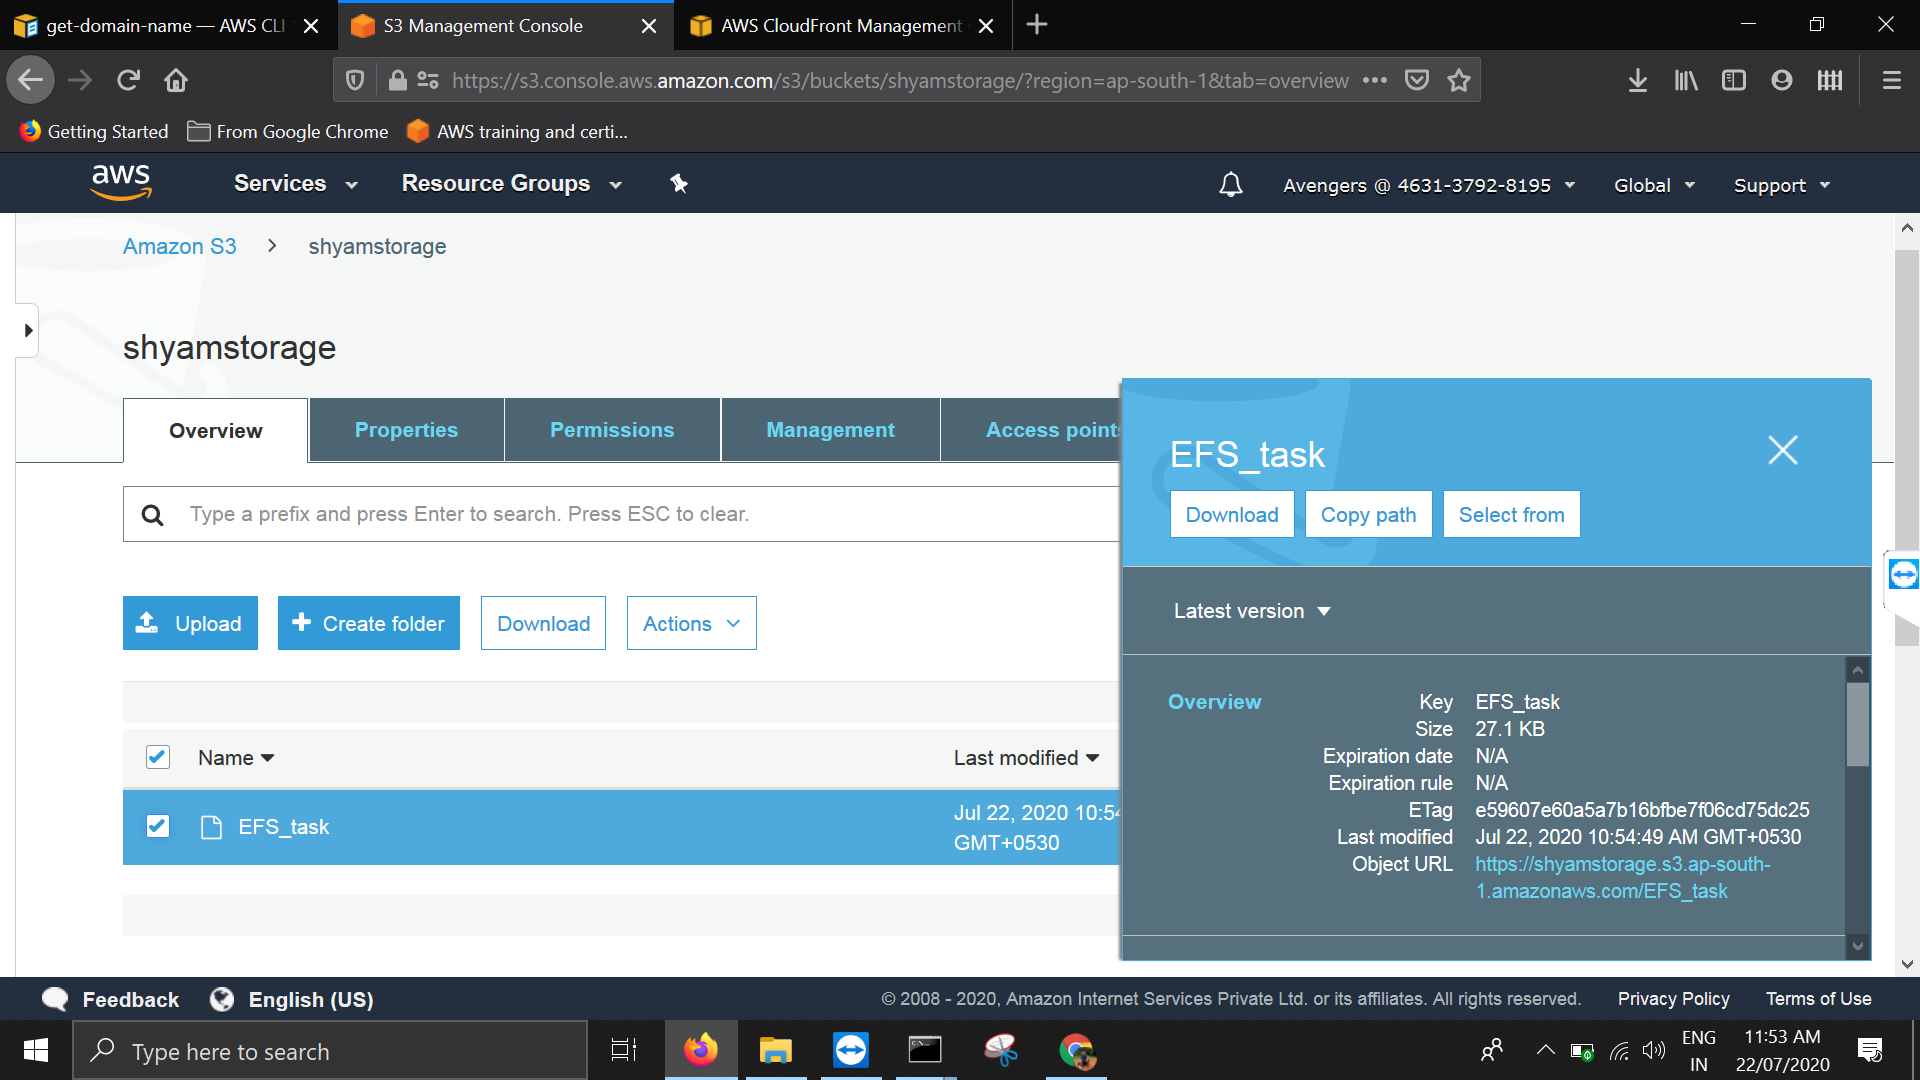 get-domain-name — AWS CLI
S3 Management Console
AWS CloudFront Management
https://s3.console.aws.amazon.com/s3/buckets/shyamstorage/?region=ap-south-1&tab=overview
Getting Started
From Google Chrome
AWS training and certi...
aws
Services
Resource Groups
Avengers @ 4631-3792-8195
Global
Support
Amazon S3 > shyamstorage
shyamstorage
Overview
Properties
Permissions
Management
Access points
Type a prefix and press Enter to search. Press ESC to clear.
Upload
+ Create folder
Download
Actions
Name
Last modified
EFS_task
Jul 22, 2020 10:54
GMT+0530
EFS_task
Download
Copy path
Select from
Latest version
Overview
Key EFS_task
Size 27.1 KB
Expiration date N/A
Expiration rule N/A
ETag e59607e60a5a7b16bfbe7f06cd75dc25
Last modified Jul 22, 2020 10:54:49 AM GMT+0530
Object URL https://shyamstorage.s3.ap-south-
1.amazonaws.com/EFS_task
Feedback
English (US)
© 2008 - 2020, Amazon Internet Services Private Ltd. or its affiliates. All rights reserved.
Privacy Policy
Terms of Use
Type here to search
ENG
IN
11:53 AM
22/07/2020